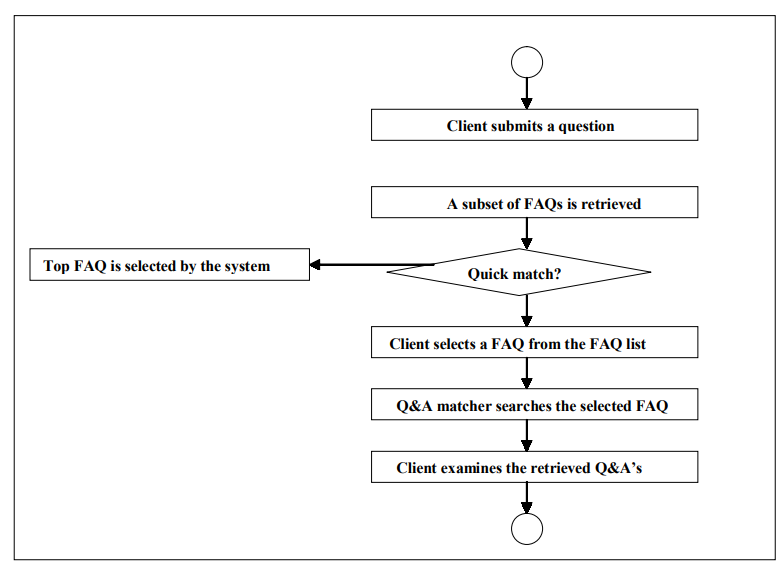 Client submits a question
A subset of FAQs is retrieved
Top FAQ is selected by the system
Quick match?
Client selects a FAQ from the FAQ list
Q&A matcher searches the selected FAQ
Client examines the retrieved Q&A’s